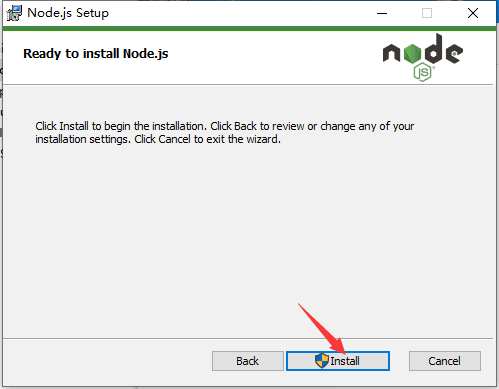 Node.js Setup
Ready to install Node.js
node
JS
Click Install to begin the installation. Click Back to review or change any of your
installation settings. Click Cancel to exit the wizard.
Back
Install
Cancel